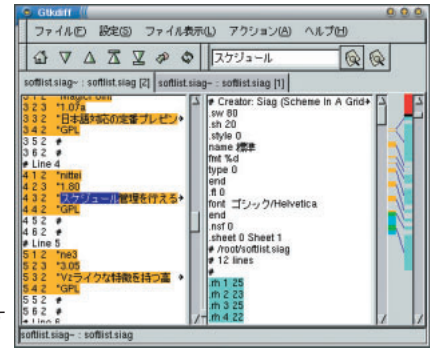 Gtkdiff
ファイル(F) 設定(S) ファイル表示(L) アクション(A) ヘルプ(H)
スケジュール
softlist.siag~ : softlist.siag [2] softlist.siag~ : softlist.siag [1]
3 2 3 "1.07a
3 3 2 "日本語対応の定番プレゼン
3 4 2 "GPL
3 5 2 #
3 6 2 #
# Line 4
4 1 2 "nittei
4 2 3 "1.80
4 3 2 "スケジュール管理を行える
4 4 2 "GPL
4 5 2 #
4 6 2 #
# Line 5
5 1 2 "ne3
5 2 3 "3.05
5 3 2 "Vzライクな特徴を持つ高
5 4 2 "GPL
5 5 2 #
5 6 2 #
# Line 6
# Creator: Siag (Scheme In A Grid
.sw 80
.sh 20
.style 0
name 標準
fmt %d
type 0
end
.ft 0
font ゴシック/Helvetica
end
.nsf 0
.sheet 0 Sheet 1
# /root/softlist.siag
# 12 lines
#
.rh 1 25
.rh 2 23
.rh 3 25
.rh 4 22
softlist.siag~ : softlist.siag